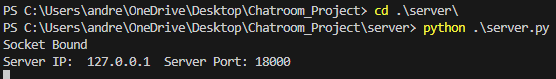 PS C:\Users\andre\OneDrive\Desktop\Chatroom_Project> cd .\server\
PS C:\Users\andre\OneDrive\Desktop\Chatroom_Project\server> python .\server.py
Socket Bound
Server IP:  127.0.0.1  Server Port: 18000